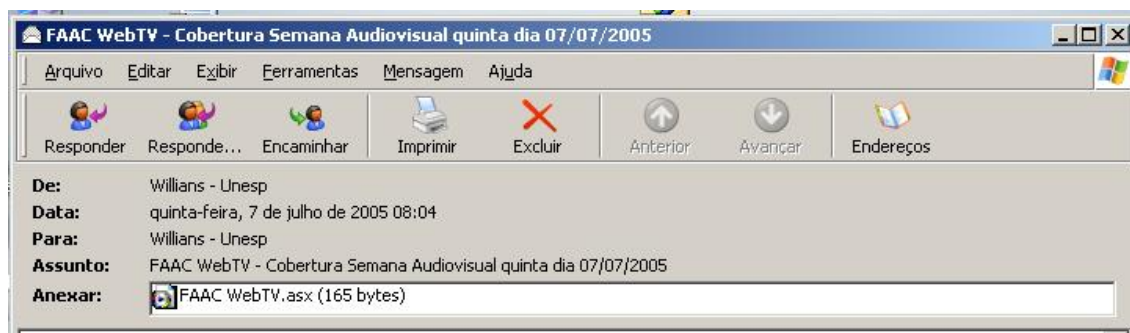 FAAC WebTV - Cobertura Semana Audiovisual quinta dia 07/07/2005
Arquivo Editar Exibir Ferramentas Mensagem Ajuda
Responder Responde... Encaminhar Imprimir Excluir Anterior Avançar Endereços
De: Willians - Unesp
Data: quinta-feira, 7 de julho de 2005 08:04
Para: Willians - Unesp
Assunto: FAAC WebTV - Cobertura Semana Audiovisual quinta dia 07/07/2005
Anexar: FAAC WebTV.asx (165 bytes)